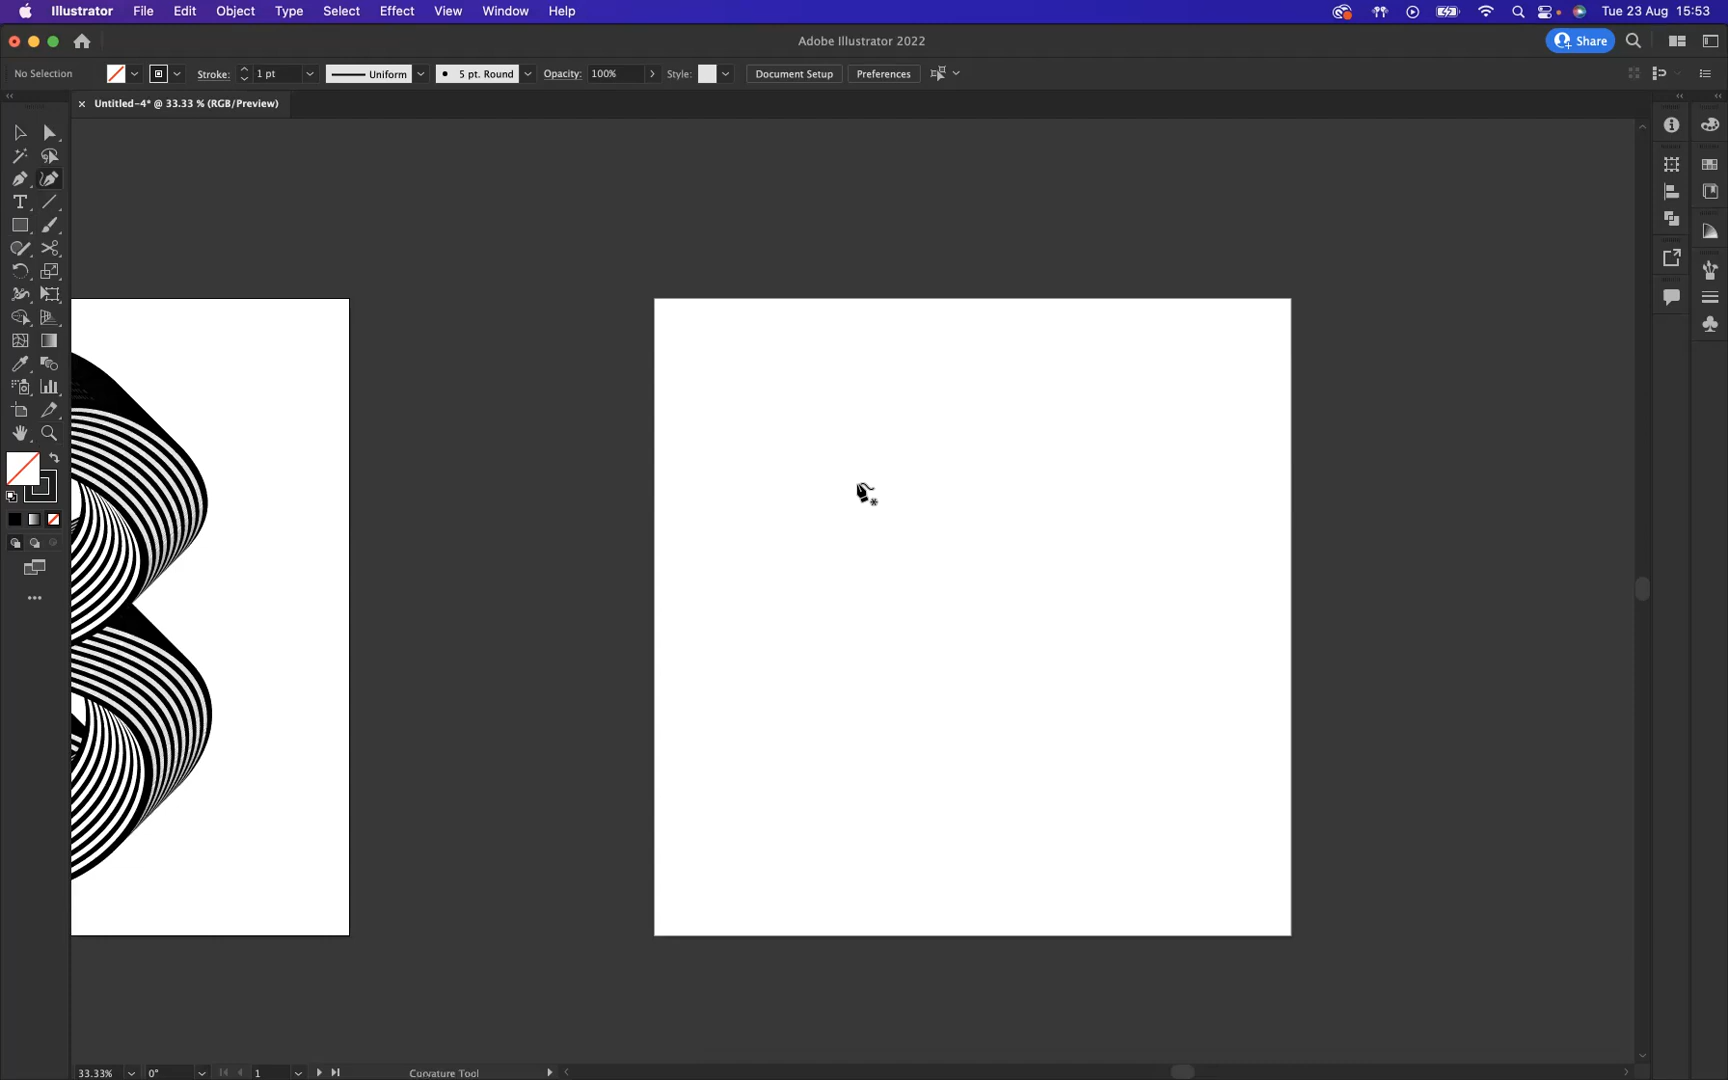 Illustrator File Edit Object Type Select Effect View Window Help Tue 23 Aug 15:53
Adobe Illustrator 2022 Share
No Selection Stroke: 1 pt Uniform 5 pt. Round Opacity: 100% Style: Document Setup Preferences
× Untitled-4* @ 33.33 % (RGB/Preview)
33.33% 0° 1 Curvature Tool